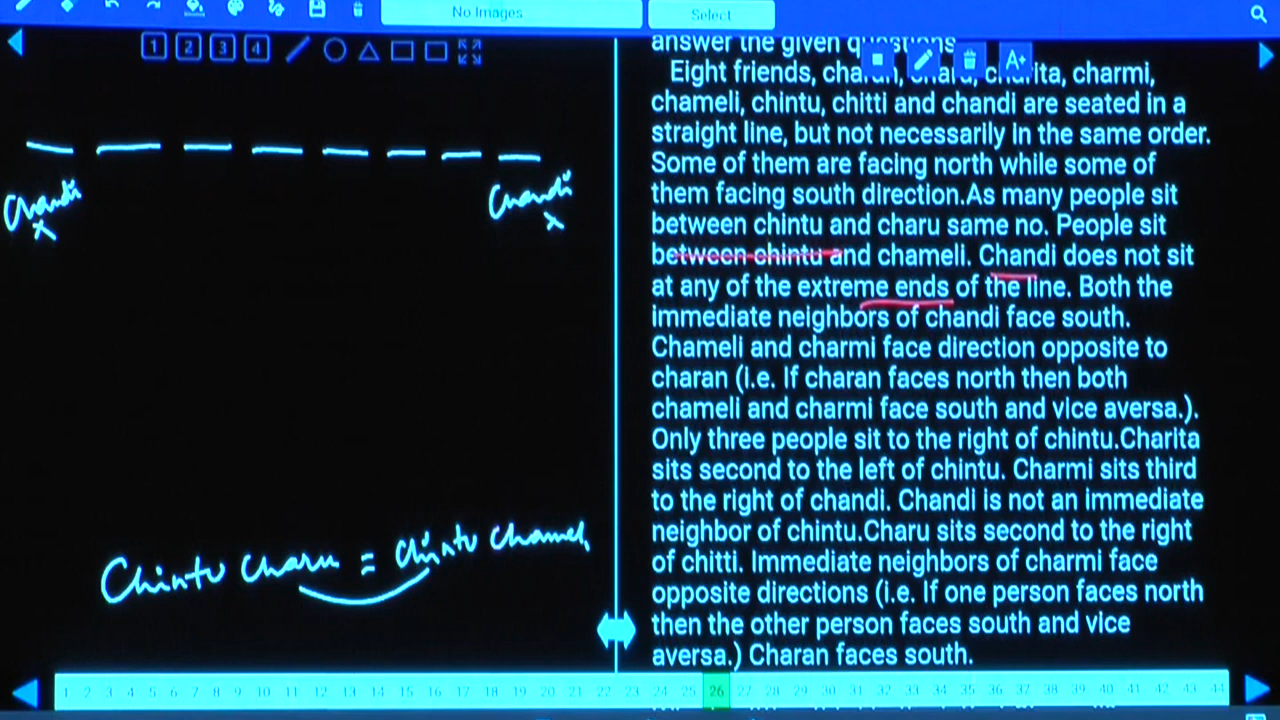 No Images
Select
1 2 3 4
answer the given questions
Eight friends, charan, charu, charita, charmi,
chameli, chintu, chitti and chandi are seated in a
straight line, but not necessarily in the same order.
Some of them are facing north while some of
them facing south direction.As many people sit
between chintu and charu same no. People sit
between chintu and chameli. Chandi does not sit
at any of the extreme ends of the line. Both the
immediate neighbors of chandi face south.
Chameli and charmi face direction opposite to
charan (i.e. If charan faces north then both
chameli and charmi face south and vice aversa.).
Only three people sit to the right of chintu.Charita
sits second to the left of chintu. Charmi sits third
to the right of chandi. Chandi is not an immediate
neighbor of chintu.Charu sits second to the right
of chitti. Immediate neighbors of charmi face
opposite directions (i.e. If one person faces north
then the other person faces south and vice
aversa.) Charan faces south.
A+
Chandi Chandi
x x
Chintu Charu = Chintu Chameli
1 2 3 4 5 6 7 8 9 10 11 12 13 14 15 16 17 18 19 20 21 22 23 24 25 26 27 28 29 30 31 32 33 34 35 36 37 38 39 40 41 42 43 44